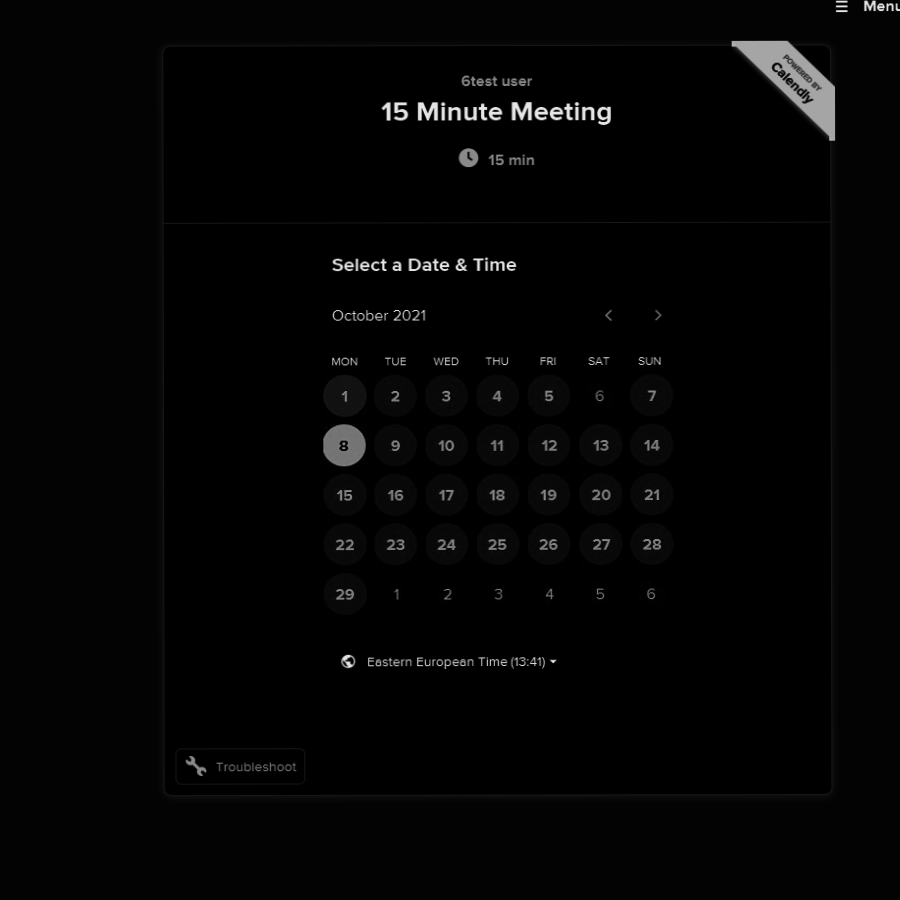 ☰ Menu
POWERED BY
Calendly
6test user
15 Minute Meeting
15 min
Select a Date & Time
October 2021
MON TUE WED THU FRI SAT SUN
1 2 3 4 5 6 7
8 9 10 11 12 13 14
15 16 17 18 19 20 21
22 23 24 25 26 27 28
29 1 2 3 4 5 6
Eastern European Time (13:41)
Troubleshoot